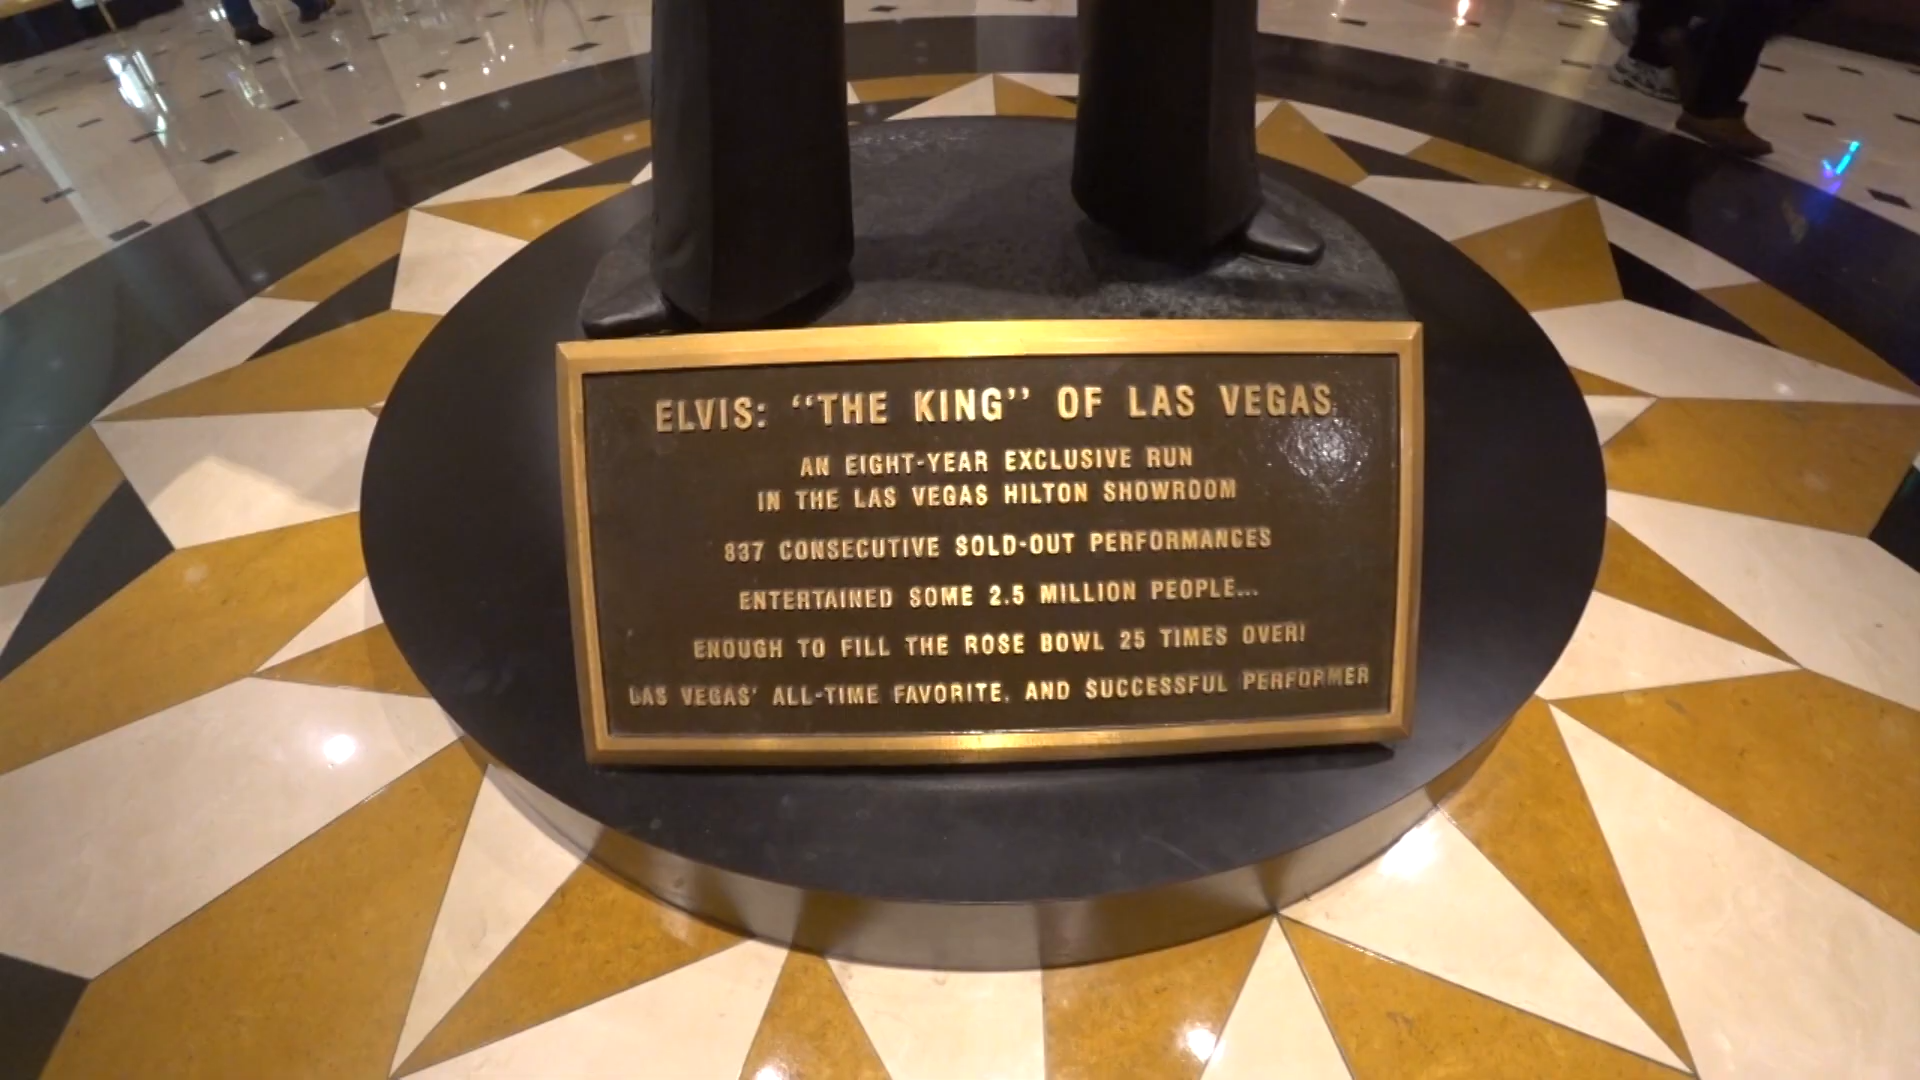 ELVIS: “THE KING” OF LAS VEGAS
AN EIGHT-YEAR EXCLUSIVE RUN
IN THE LAS VEGAS HILTON SHOWROOM
837 CONSECUTIVE SOLD-OUT PERFORMANCES
ENTERTAINED SOME 2.5 MILLION PEOPLE...
ENOUGH TO FILL THE ROSE BOWL 25 TIMES OVER!
LAS VEGAS' ALL-TIME FAVORITE, AND SUCCESSFUL PERFORMER